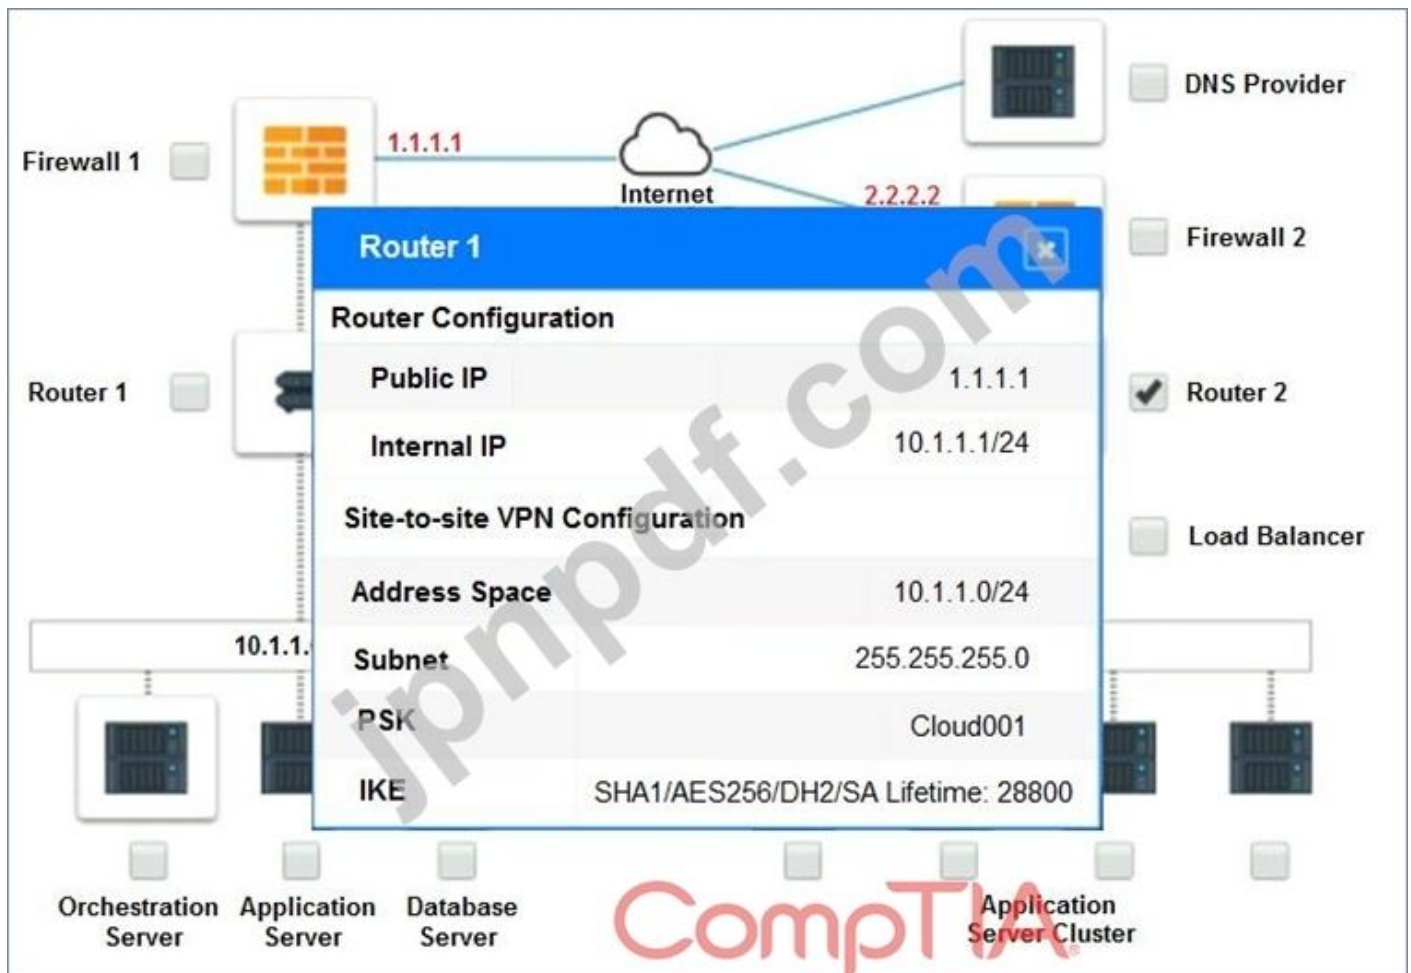 DNS Provider
Firewall 1
1.1.1.1
Internet
2.2.2.2
Firewall 2
Router 1
Router Configuration
Public IP 1.1.1.1
Internal IP 10.1.1.1/24
Site-to-site VPN Configuration
Address Space 10.1.1.0/24
Subnet 255.255.255.0
PSK Cloud001
IKE SHA1/AES256/DH2/SA Lifetime: 28800
Router 1
Router 2
Load Balancer
10.1.1.
Orchestration
Server
Application
Server
Database
Server
Application
Server Cluster
CompTIA
jpnpdf.com